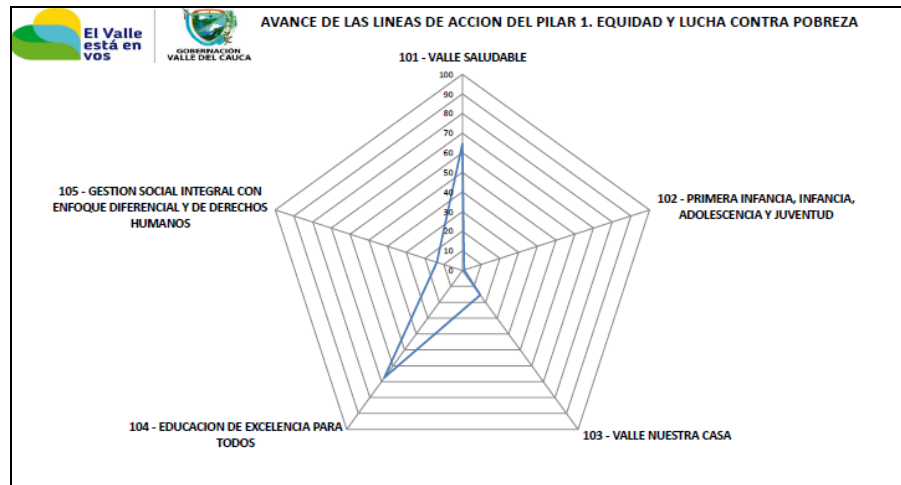 El Valle
está en
vos
GOBERNACIÓN
VALLE DEL CAUCA
AVANCE DE LAS LINEAS DE ACCION DEL PILAR 1. EQUIDAD Y LUCHA CONTRA POBREZA
101 - VALLE SALUDABLE
100
90
80
70
60
50
40
30
20
10
0
105 - GESTION SOCIAL INTEGRAL CON
ENFOQUE DIFERENCIAL Y DE DERECHOS
HUMANOS
102 - PRIMERA INFANCIA, INFANCIA,
ADOLESCENCIA Y JUVENTUD
104 - EDUCACION DE EXCELENCIA PARA
TODOS
103 - VALLE NUESTRA CASA